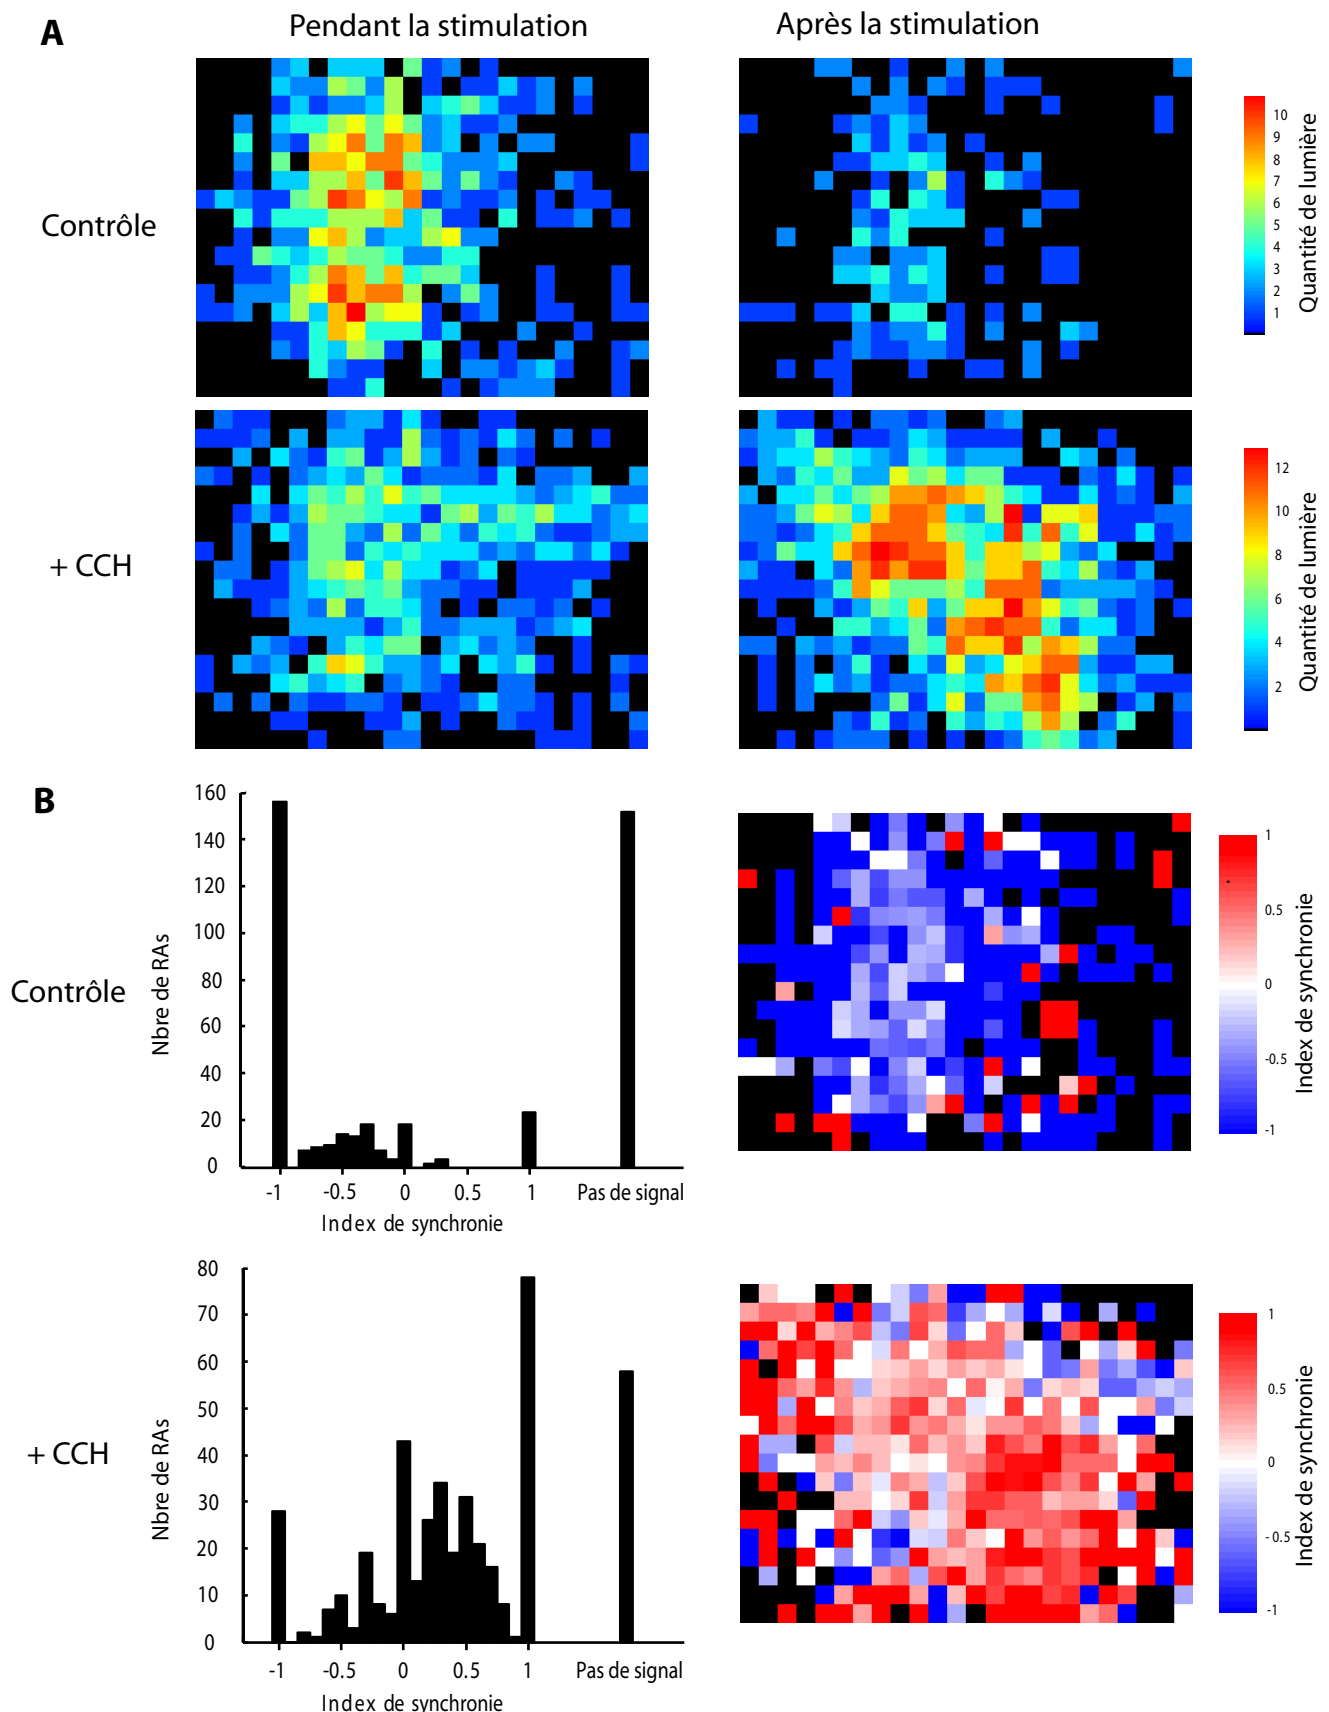 A
Pendant la stimulation
Après la stimulation
Contrôle
10
9
8
7
6
5
4
3
2
1
Quantité de lumière
+ CCH
12
10
8
6
4
2
Quantité de lumière
B
Contrôle
160
140
120
100
80
60
40
20
0
Nbre de RAs
-1 -0.5 0 0.5 1 Pas de signal
Index de synchronie
1
0.5
0
-0.5
-1
Index de synchronie
+ CCH
80
70
60
50
40
30
20
10
0
Nbre de RAs
-1 -0.5 0 0.5 1 Pas de signal
Index de synchronie
1
0.5
0
-0.5
-1
Index de synchronie